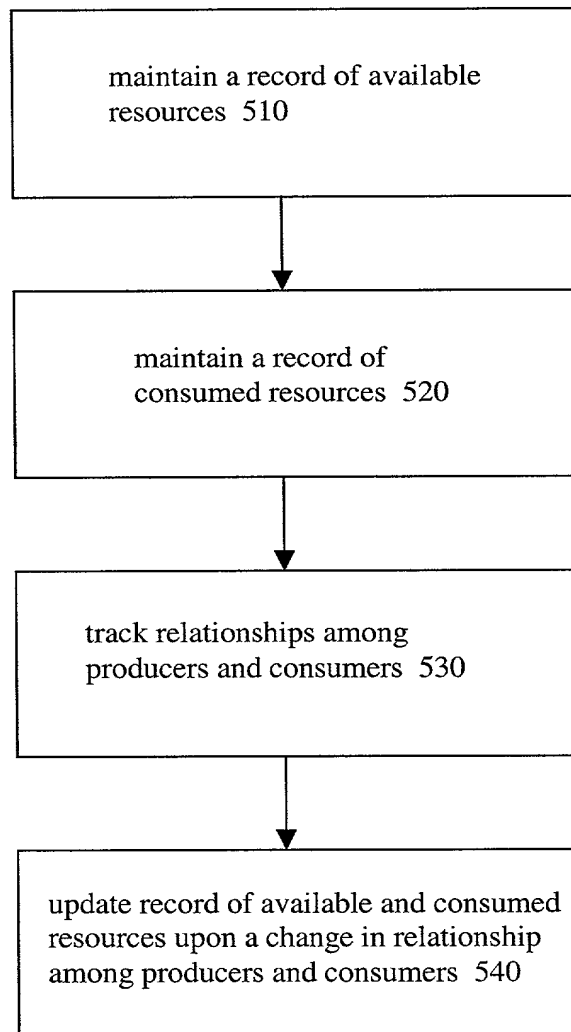 maintain a record of available
resources 510
maintain a record of
consumed resources 520
track relationships among
producers and consumers 530
update record of available and consumed
resources upon a change in relationship
among producers and consumers 540